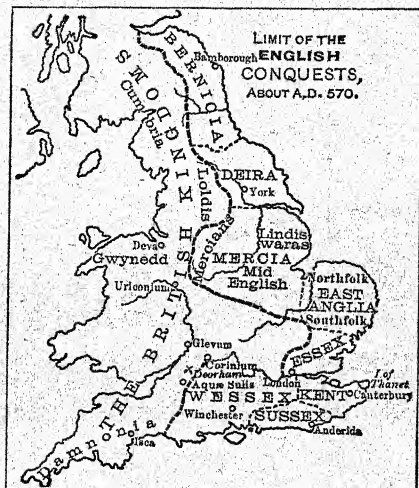 LIMIT OF THE
ENGLISH
CONQUESTS,
ABOUT A.D. 570.
BERNICIA
Bamborough
THE BRITISH KINGDOMS
Cumbria
DEIRA
York
Loidis
Mercians
Lindis
waras
Deva
Gwynedd
MERCIA
Mid
English
Uriconium
Northfolk
EAST
ANGLIA
Southfolk
Glevum
Corinium
Deorham
Aquæ Sulis
ESSEX
London
I. of
Thanet
WESSEX
KENT
Canterbury
Winchester
SUSSEX
Anderida
Damnonia
Isca